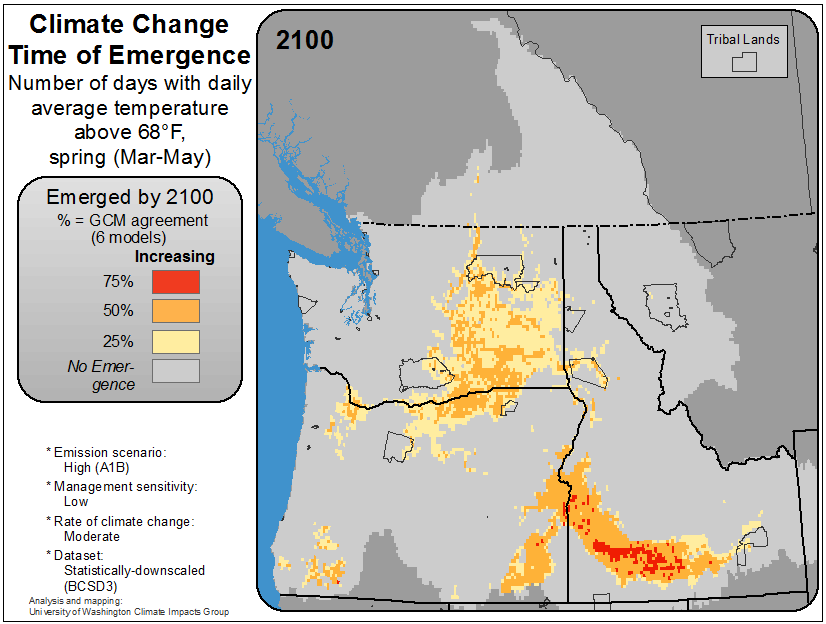 Climate Change
Time of Emergence
Number of days with daily
average temperature
above 68°F,
spring (Mar-May)
Emerged by 2100
% = GCM agreement
(6 models)
Increasing
75%
50%
25%
No Emer-
gence
* Emission scenario:
High (A1B)
* Management sensitivity:
Low
* Rate of climate change:
Moderate
* Dataset:
Statistically-downscaled
(BCSD3)
Analysis and mapping:
University of Washington Climate Impacts Group
2100
Tribal Lands